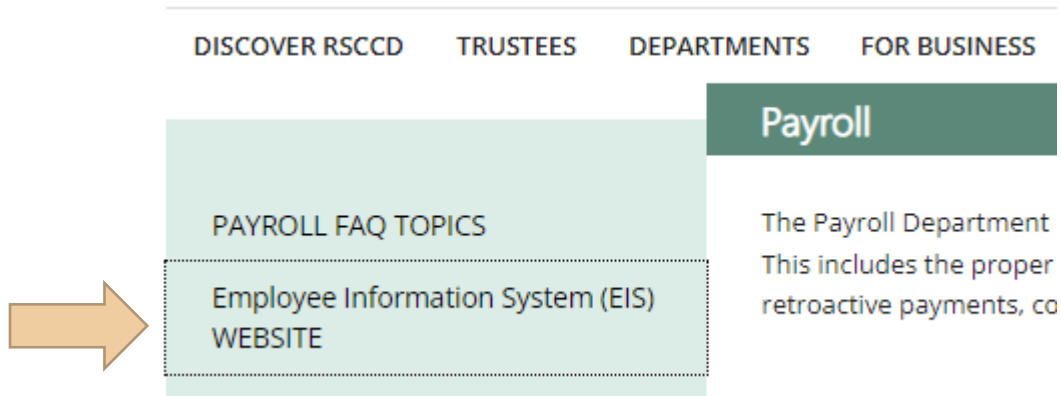 DISCOVER RSCCD TRUSTEES DEPARTMENTS FOR BUSINESS
Payroll
PAYROLL FAQ TOPICS
Employee Information System (EIS)
WEBSITE
The Payroll Department
This includes the proper
retroactive payments, co